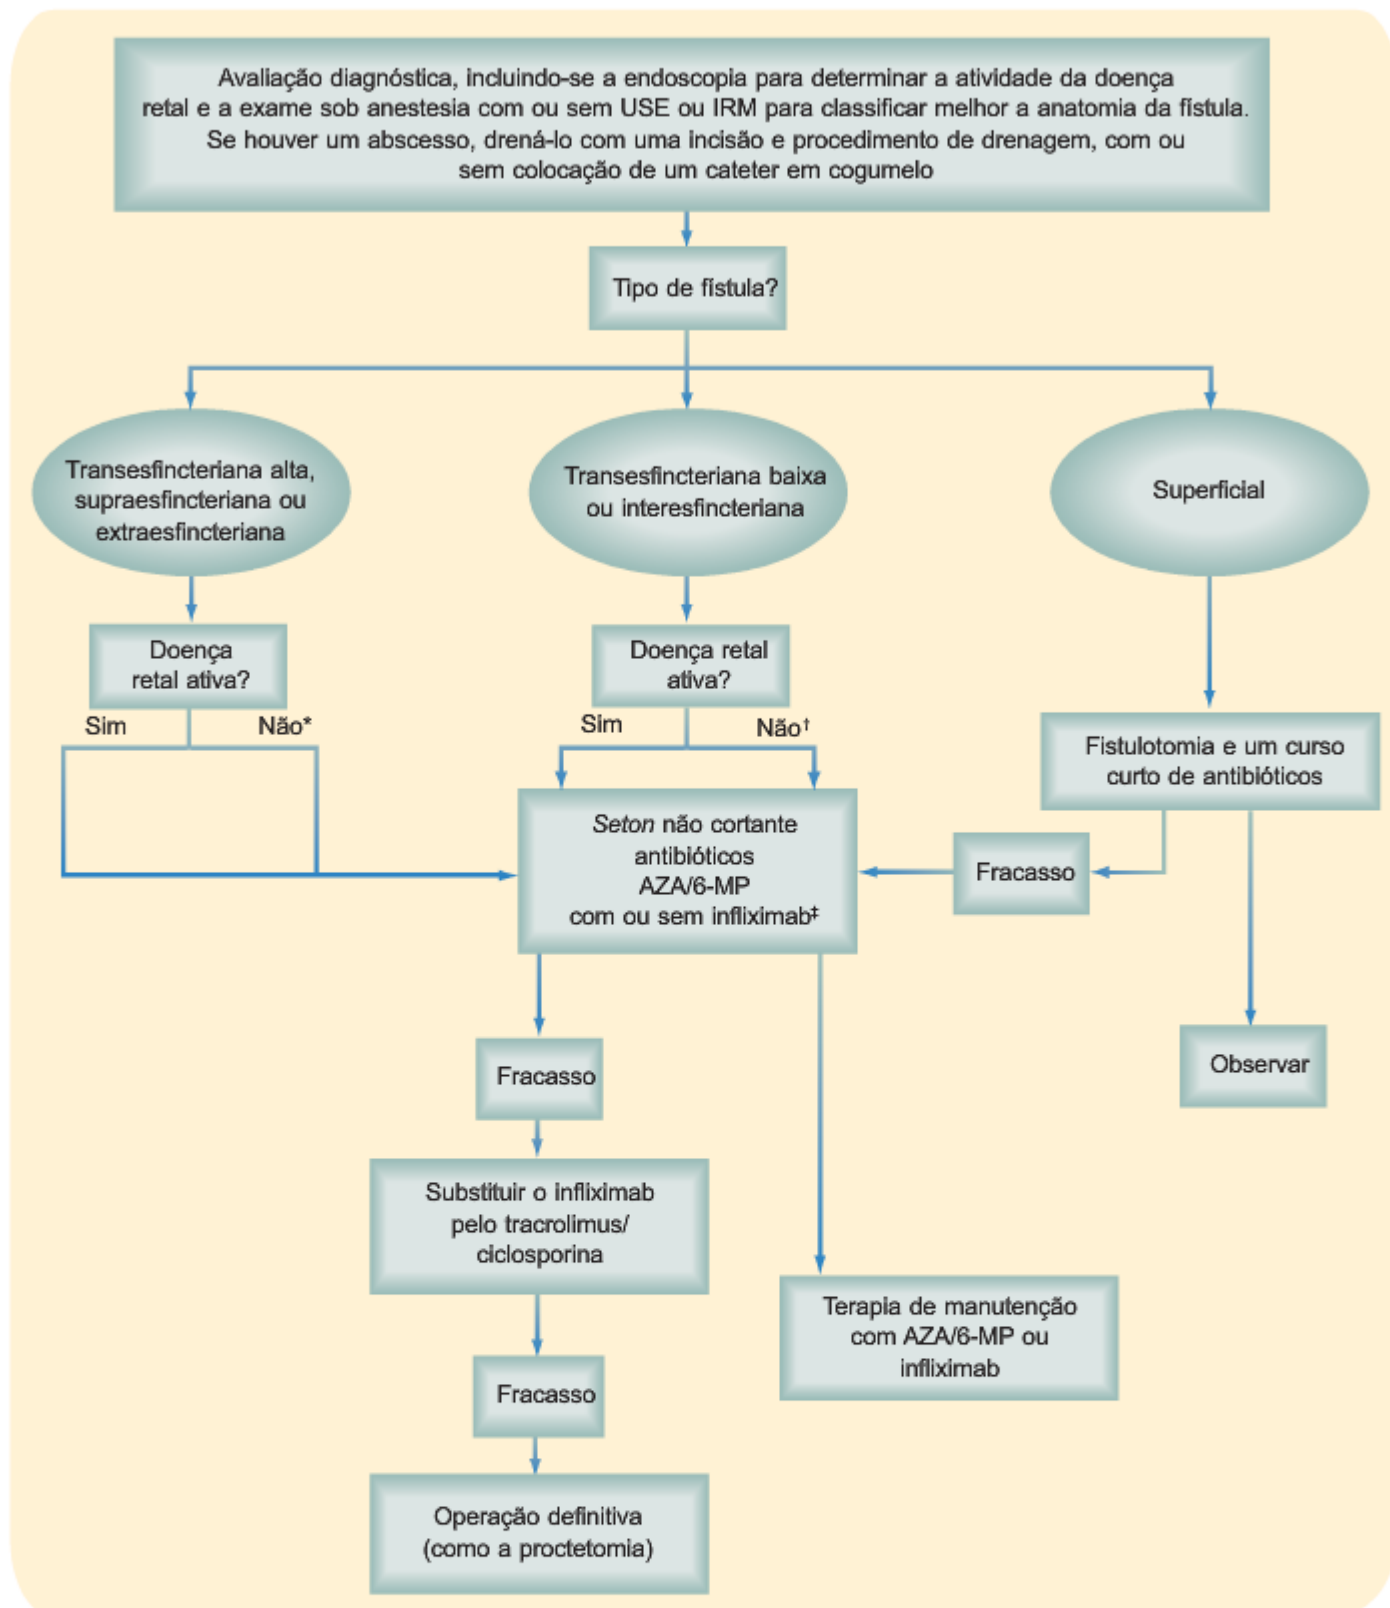 Avaliação diagnóstica, incluindo-se a endoscopia para determinar a atividade da doença
retal e a exame sob anestesia com ou sem USE ou IRM para classificar melhor a anatomia da fístula.
Se houver um abscesso, drená-lo com uma incisão e procedimento de drenagem, com ou
sem colocação de um cateter em cogumelo
Tipo de fístula?
Transesfincteriana alta,
supraesfincteriana ou
extraesfincteriana
Transesfincteriana baixa
ou interesfincteriana
Superficial
Doença
retal ativa?
Sim
Não*
Doença retal
ativa?
Sim
Não†
Fistulotomia e um curso
curto de antibióticos
Seton não cortante
antibióticos
AZA/6-MP
com ou sem infliximab‡
Fracasso
Fracasso
Observar
Substituir o infliximab
pelo tracrolimus/
ciclosporina
Terapia de manutenção
com AZA/6-MP ou
infliximab
Fracasso
Operação definitiva
(como a proctetomia)